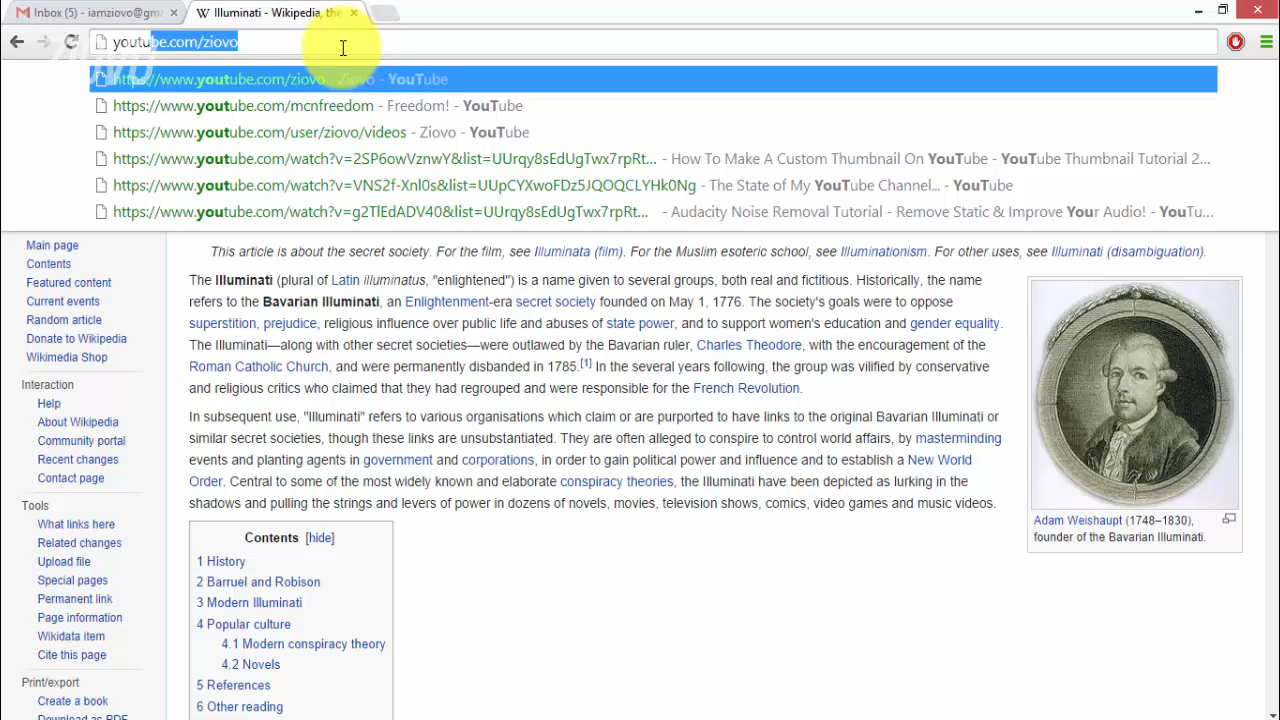 Inbox (5) - iamziovo@gma
Illuminati - Wikipedia, the
youtube.com/ziovo
ZIOVO
https://www.youtube.com/ziovo - Ziovo - YouTube
https://www.youtube.com/mcnfreedom - Freedom! - YouTube
https://www.youtube.com/user/ziovo/videos - Ziovo - YouTube
https://www.youtube.com/watch?v=2SP6owVznwY&list=UUrqy8sEdUgTwx7rpRt... - How To Make A Custom Thumbnail On YouTube - YouTube Thumbnail Tutorial 2...
https://www.youtube.com/watch?v=VNS2f-Xnl0s&list=UUpCYXwoFDz5JQOQCLYHk0Ng - The State of My YouTube Channel... - YouTube
https://www.youtube.com/watch?v=g2TlEdADV40&list=UUrqy8sEdUgTwx7rpRt... - Audacity Noise Removal Tutorial - Remove Static & Improve Your Audio! - YouTu...
Main page
Contents
Featured content
Current events
Random article
Donate to Wikipedia
Wikimedia Shop
Interaction
Help
About Wikipedia
Community portal
Recent changes
Contact page
Tools
What links here
Related changes
Upload file
Special pages
Permanent link
Page information
Wikidata item
Cite this page
Print/export
Create a book
Download as PDF
This article is about the secret society. For the film, see Illuminata (film). For the Muslim esoteric school, see Illuminationism. For other uses, see Illuminati (disambiguation).
The Illuminati (plural of Latin illuminatus, "enlightened") is a name given to several groups, both real and fictitious. Historically, the name
refers to the Bavarian Illuminati, an Enlightenment-era secret society founded on May 1, 1776. The society's goals were to oppose
superstition, prejudice, religious influence over public life and abuses of state power, and to support women's education and gender equality.
The Illuminati—along with other secret societies—were outlawed by the Bavarian ruler, Charles Theodore, with the encouragement of the
Roman Catholic Church, and were permanently disbanded in 1785.[1] In the several years following, the group was vilified by conservative
and religious critics who claimed that they had regrouped and were responsible for the French Revolution.
In subsequent use, "Illuminati" refers to various organisations which claim or are purported to have links to the original Bavarian Illuminati or
similar secret societies, though these links are unsubstantiated. They are often alleged to conspire to control world affairs, by masterminding
events and planting agents in government and corporations, in order to gain political power and influence and to establish a New World
Order. Central to some of the most widely known and elaborate conspiracy theories, the Illuminati have been depicted as lurking in the
shadows and pulling the strings and levers of power in dozens of novels, movies, television shows, comics, video games and music videos.
Adam Weishaupt (1748–1830),
founder of the Bavarian Illuminati.
Contents [hide]
1 History
2 Barruel and Robison
3 Modern Illuminati
4 Popular culture
4.1 Modern conspiracy theory
4.2 Novels
5 References
6 Other reading